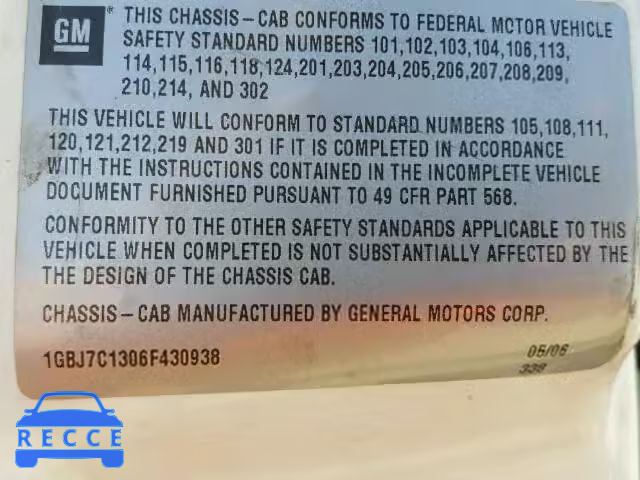 GM ® THIS CHASSIS-CAB CONFORMS TO FEDERAL MOTOR VEHICLE
SAFETY STANDARD NUMBERS 101,102,103,104,106,113,
114,115,116,118,124,201,203,204,205,206,207,208,209,
210,214, AND 302
THIS VEHICLE WILL CONFORM TO STANDARD NUMBERS 105,108,111,
120,121,212,219 AND 301 IF IT IS COMPLETED IN ACCORDANCE
WITH THE INSTRUCTIONS CONTAINED IN THE INCOMPLETE VEHICLE
DOCUMENT FURNISHED PURSUANT TO 49 CFR PART 568.
CONFORMITY TO THE OTHER SAFETY STANDARDS APPLICABLE TO THIS
VEHICLE WHEN COMPLETED IS NOT SUBSTANTIALLY AFFECTED BY THE
THE DESIGN OF THE CHASSIS CAB.
CHASSIS-CAB MANUFACTURED BY GENERAL MOTORS CORP.
1GBJ7C1306F430938 05/06
338
RECCE